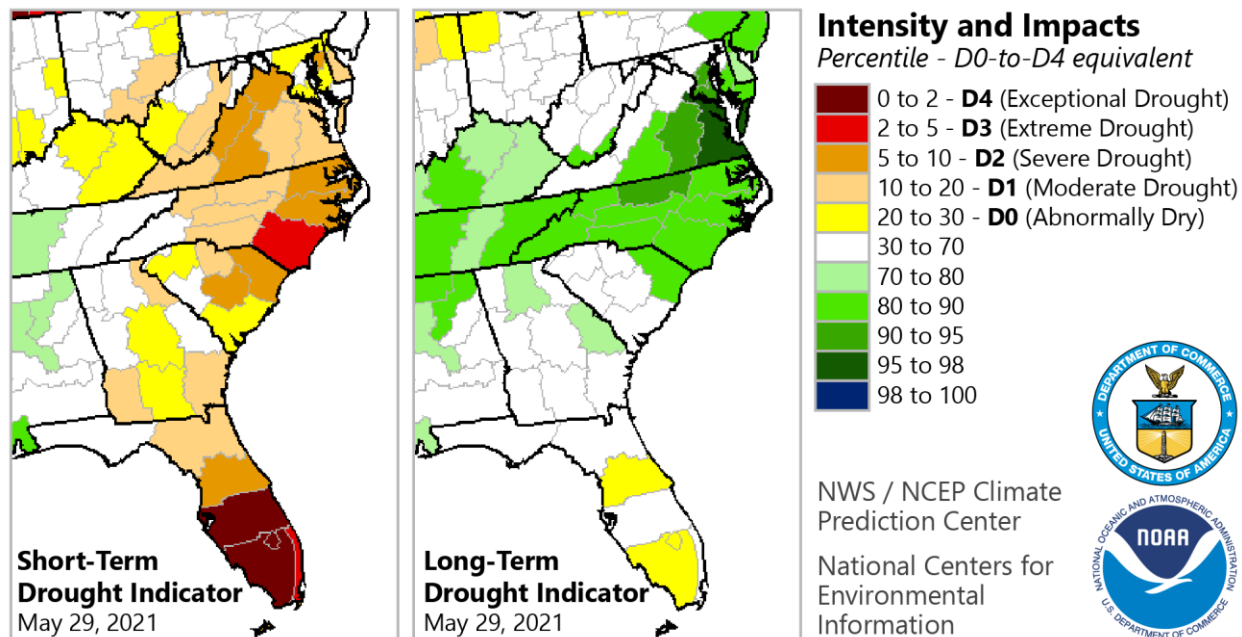 Short-Term
Drought Indicator
May 29, 2021
Long-Term
Drought Indicator
May 29, 2021
Intensity and Impacts
Percentile - D0-to-D4 equivalent
0 to 2 - D4 (Exceptional Drought)
2 to 5 - D3 (Extreme Drought)
5 to 10 - D2 (Severe Drought)
10 to 20 - D1 (Moderate Drought)
20 to 30 - D0 (Abnormally Dry)
30 to 70
70 to 80
80 to 90
90 to 95
95 to 98
98 to 100
NWS / NCEP Climate
Prediction Center
National Centers for
Environmental
Information
DEPARTMENT OF COMMERCE
UNITED STATES OF AMERICA
NATIONAL OCEANIC AND ATMOSPHERIC ADMINISTRATION
NOAA
U.S. DEPARTMENT OF COMMERCE